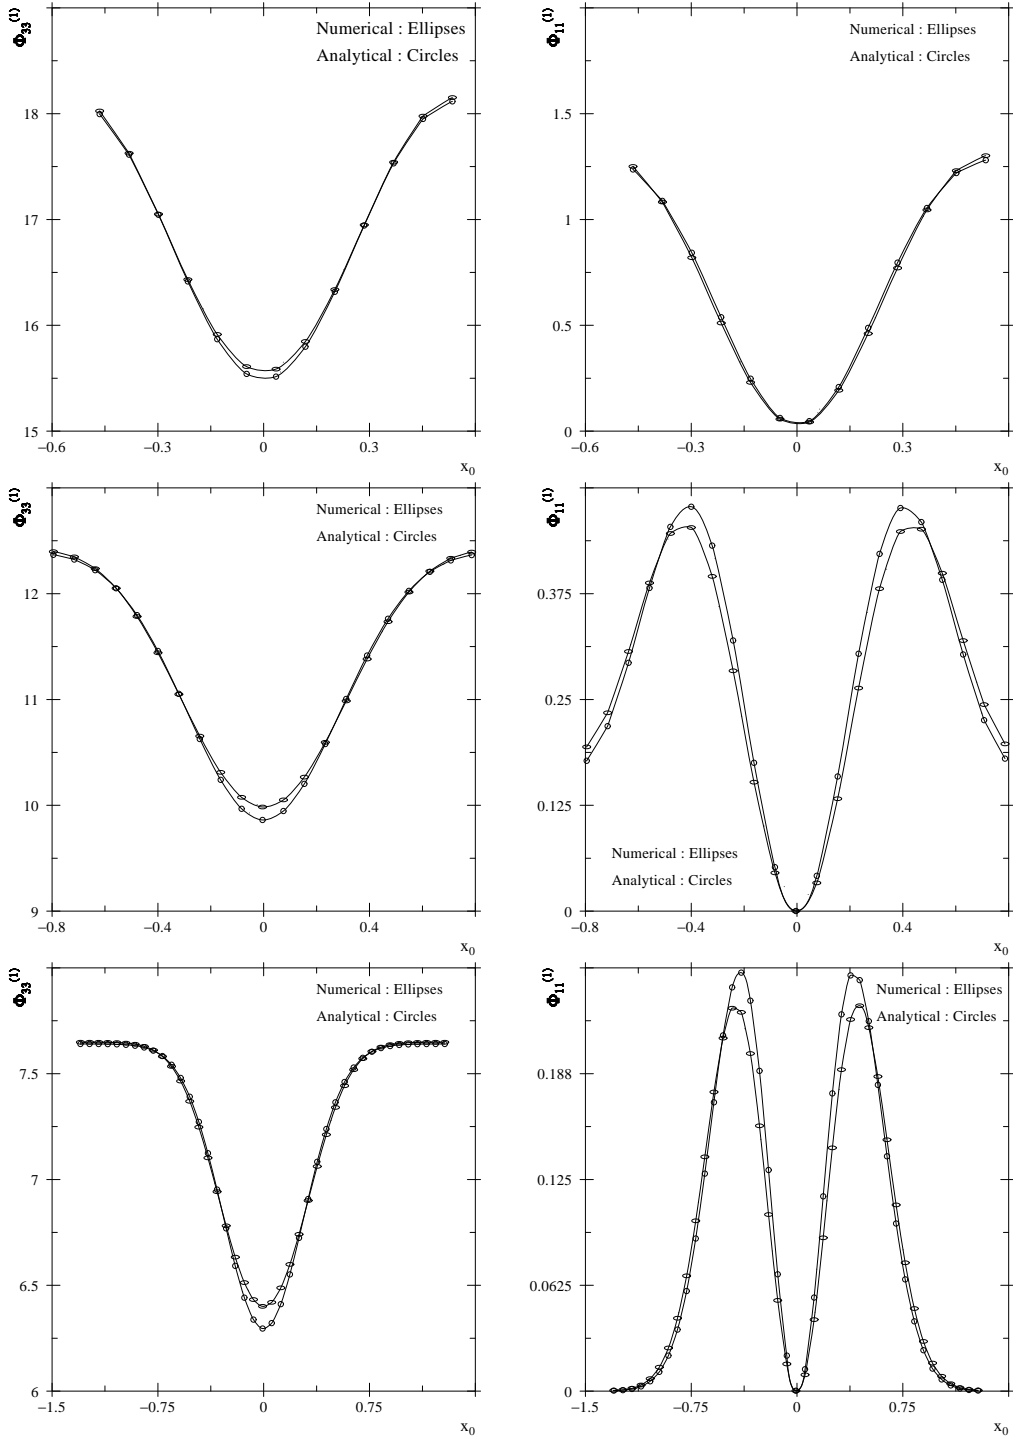 Φ33(1)
Numerical : Ellipses
Analytical : Circles
18
17
16
15
−0.6
−0.3
0
0.3
x0
Φ11(1)
Numerical : Ellipses
Analytical : Circles
1.5
1
0.5
0
−0.6
−0.3
0
0.3
x0
Φ33(1)
Numerical : Ellipses
Analytical : Circles
12
11
10
9
−0.8
−0.4
0
0.4
x0
Φ11(1)
0.375
0.25
0.125
0
Numerical : Ellipses
Analytical : Circles
−0.8
−0.4
0
0.4
x0
Φ33(1)
Numerical : Ellipses
Analytical : Circles
7.5
7
6.5
6
−1.5
−0.75
0
0.75
x0
Φ11(1)
Numerical : Ellipses
Analytical : Circles
0.188
0.125
0.0625
0
−1.5
−0.75
0
0.75
x0